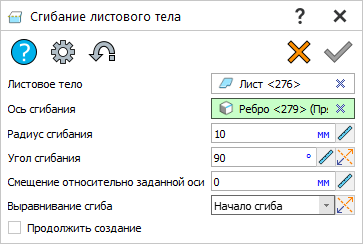 Сгибание листового тела
?
?
Листовое тело Лист <276>
Ось сгибания Ребро <279> (Пр
Радиус сгибания 10 мм
Угол сгибания 90 °
Смещение относительно заданной оси 0 мм
Выравнивание сгиба Начало сгиба
Продолжить создание